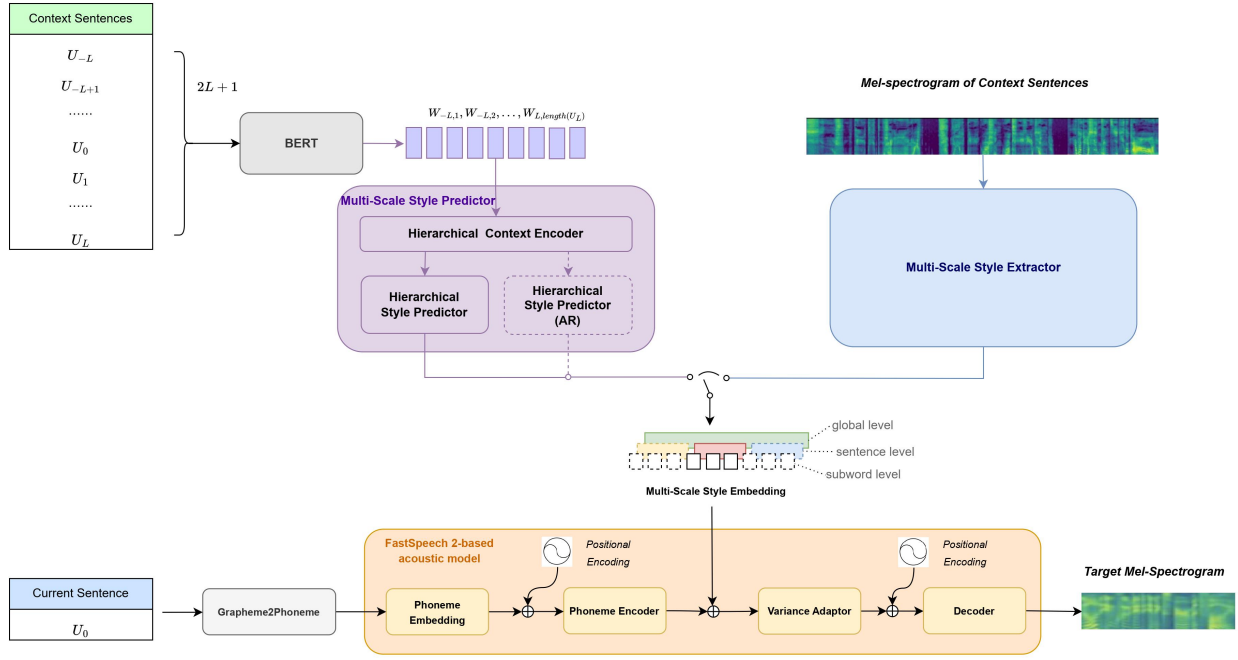 Context Sentences
U_{-L}
U_{-L+1}
......
U_0
U_1
......
U_L
2L + 1
BERT
W_{-L,1}, W_{-L,2}, ..., W_{L,length(U_L)}
Mel-spectrogram of Context Sentences
Multi-Scale Style Predictor
Hierarchical Context Encoder
Hierarchical
Style Predictor
Hierarchical
Style Predictor
(AR)
Multi-Scale Style Extractor
global level
sentence level
subword level
Multi-Scale Style Embedding
FastSpeech 2-based
acoustic model
Positional
Encoding
Positional
Encoding
Current Sentence
U_0
Grapheme2Phoneme
Phoneme
Embedding
Phoneme Encoder
Variance Adaptor
Decoder
Target Mel-Spectrogram